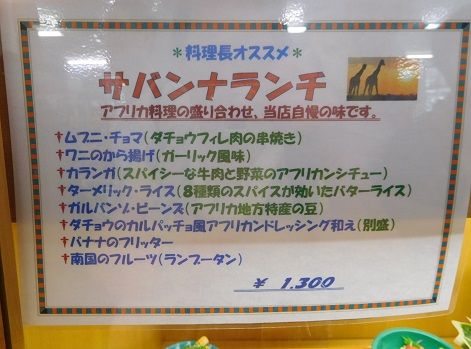 *料理長オススメ*
サバンナランチ
アフリカ料理の盛り合わせ、当店自慢の味です。
†ムブニ・チョマ(ダチョウフィレ肉の串焼き)
†ワニのから揚げ(ガーリック風味)
†カランガ(スパイシーな牛肉と野菜のアフリカンシチュー)
†ターメリック・ライス(8種類のスパイスが効いたバターライス)
†ガルバンゾ・ビーンズ(アフリカ地方特産の豆)
†ダチョウのカルパッチョ風アフリカンドレッシング和え(別盛)
†バナナのフリッター
†南国のフルーツ(ランブータン)
¥ 1.300